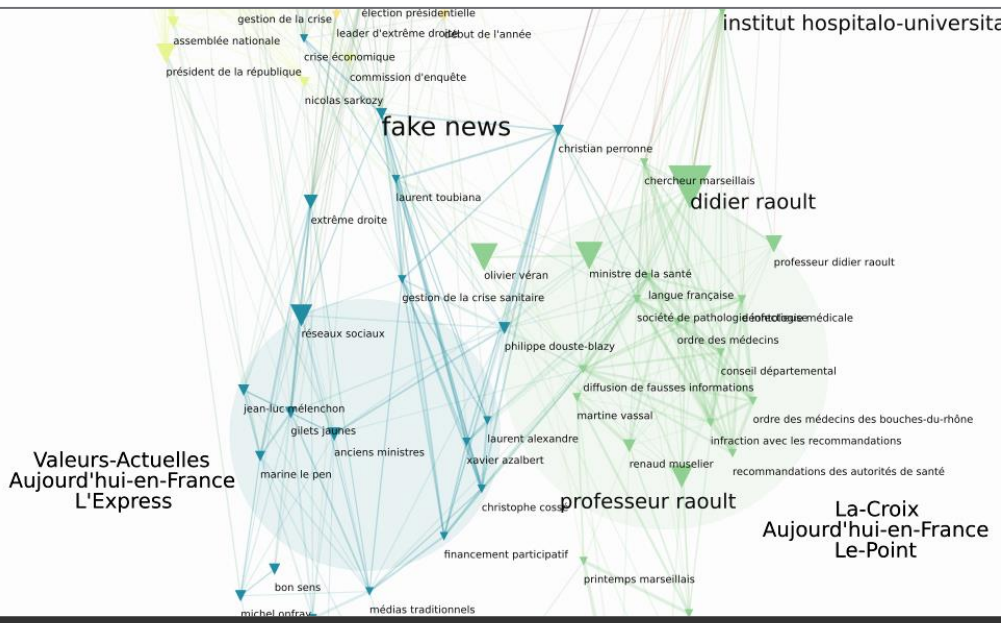 élection présidentielle
gestion de la crise
institut hospitalo-universita
leader d'extrême droite
début de l'année
assemblée nationale
crise économique
président de la république
commission d'enquête
nicolas sarkozy
fake news
christian perronne
chercheur marseillais
laurent toubiana
didier raoult
extrême droite
professeur didier raoult
olivier véran
ministre de la santé
gestion de la crise sanitaire
langue française
société de pathologie infectieuse
déontologie médicale
réseaux sociaux
ordre des médecins
philippe douste-blazy
conseil départemental
diffusion de fausses informations
jean-luc mélenchon
martine vassal
ordre des médecins des bouches-du-rhône
gilets jaunes
laurent alexandre
infraction avec les recommandations
anciens ministres
Valeurs-Actuelles
Aujourd'hui-en-France
L'Express
xavier azalbert
renaud muselier
marine le pen
recommandations des autorités de santé
professeur raoult
christophe cossé
La-Croix
Aujourd'hui-en-France
Le-Point
financement participatif
printemps marseillais
bon sens
médias traditionnels
michel onfray